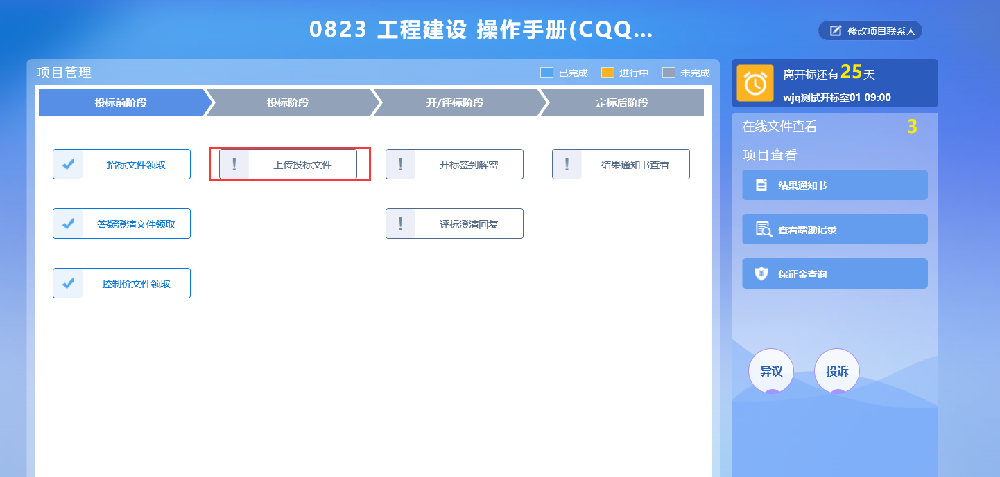 0823 工程建设 操作手册(CQQ...
修改项目联系人
项目管理
已完成 进行中 未完成
投标前阶段 投标阶段 开/评标阶段 定标后阶段
招标文件领取 ! 上传投标文件 ! 开标签到解密 ! 结果通知书查看
答疑澄清文件领取 ! 评标澄清回复
控制价文件领取
离开标还有25天
wjq测试开标室01 09:00
在线文件查看 3
项目查看
结果通知书
查看踏勘记录
¥ 保证金查询
异议 投诉